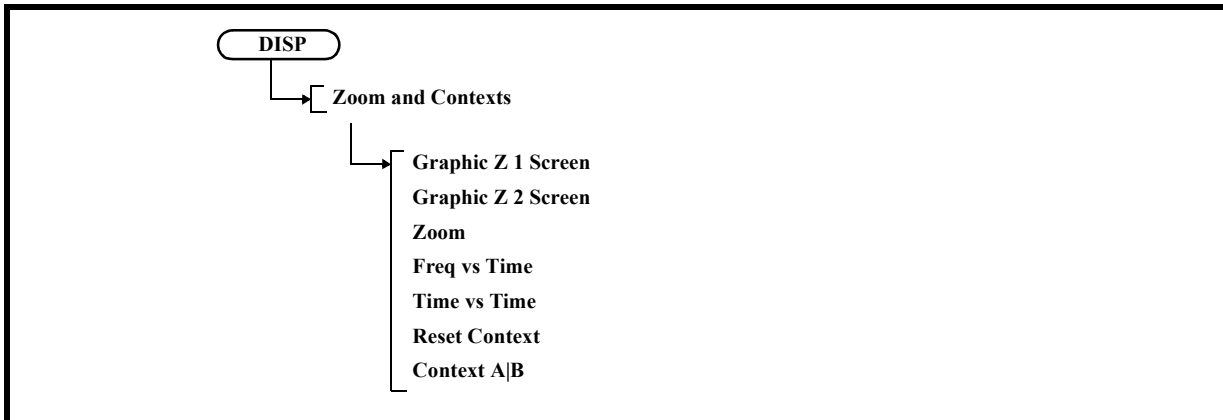 DISP
Zoom and Contexts
Graphic Z 1 Screen
Graphic Z 2 Screen
Zoom
Freq vs Time
Time vs Time
Reset Context
Context A|B